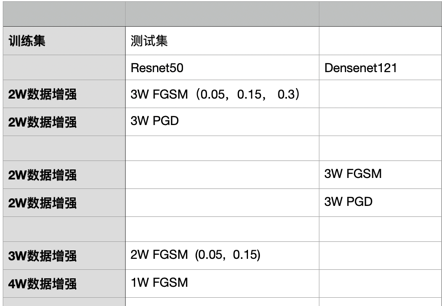 训练集 测试集
Resnet50 Densenet121
2W数据增强 3W FGSM（0.05，0.15， 0.3）
2W数据增强 3W PGD
2W数据增强 3W FGSM
2W数据增强 3W PGD
3W数据增强 2W FGSM (0.05, 0.15)
4W数据增强 1W FGSM